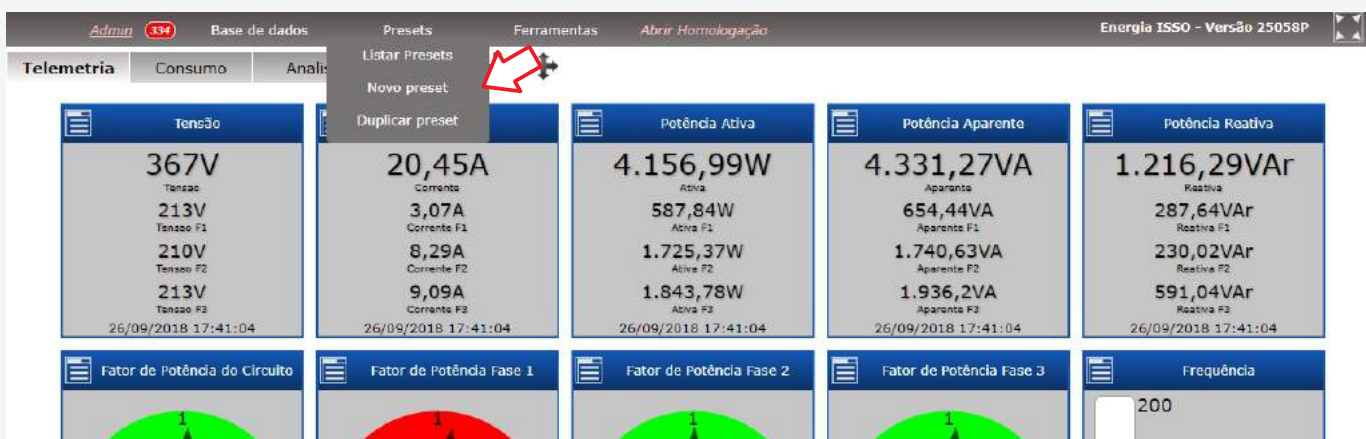 Admin 334 Base de dados Presets Ferramentas Abrir Homologação Energia ISSO - Versão 25058P
Listar Presets
Novo preset
Duplicar preset
Telemetria Consumo Analis
Tensão
367V
Tensao
213V
Tensao F1
210V
Tensao F2
213V
Tensao F3
26/09/2018 17:41:04
20,45A
Corrente
3,07A
Corrente F1
8,29A
Corrente F2
9,09A
Corrente F3
26/09/2018 17:41:04
Potência Ativa
4.156,99W
Ativa
587,84W
Ativa F1
1.725,37W
Ativa F2
1.843,78W
Ativa F3
26/09/2018 17:41:04
Potência Aparente
4.331,27VA
Aparente
654,44VA
Aparente F1
1.740,63VA
Aparente F2
1.936,2VA
Aparente F3
26/09/2018 17:41:04
Potência Reativa
1.216,29VAr
Reativa
287,64VAr
Reativa F1
230,02VAr
Reativa F2
591,04VAr
Reativa F3
26/09/2018 17:41:04
Fator de Potência do Circuito
1
Fator de Potência Fase 1
1
Fator de Potência Fase 2
1
Fator de Potência Fase 3
1
Frequência
200